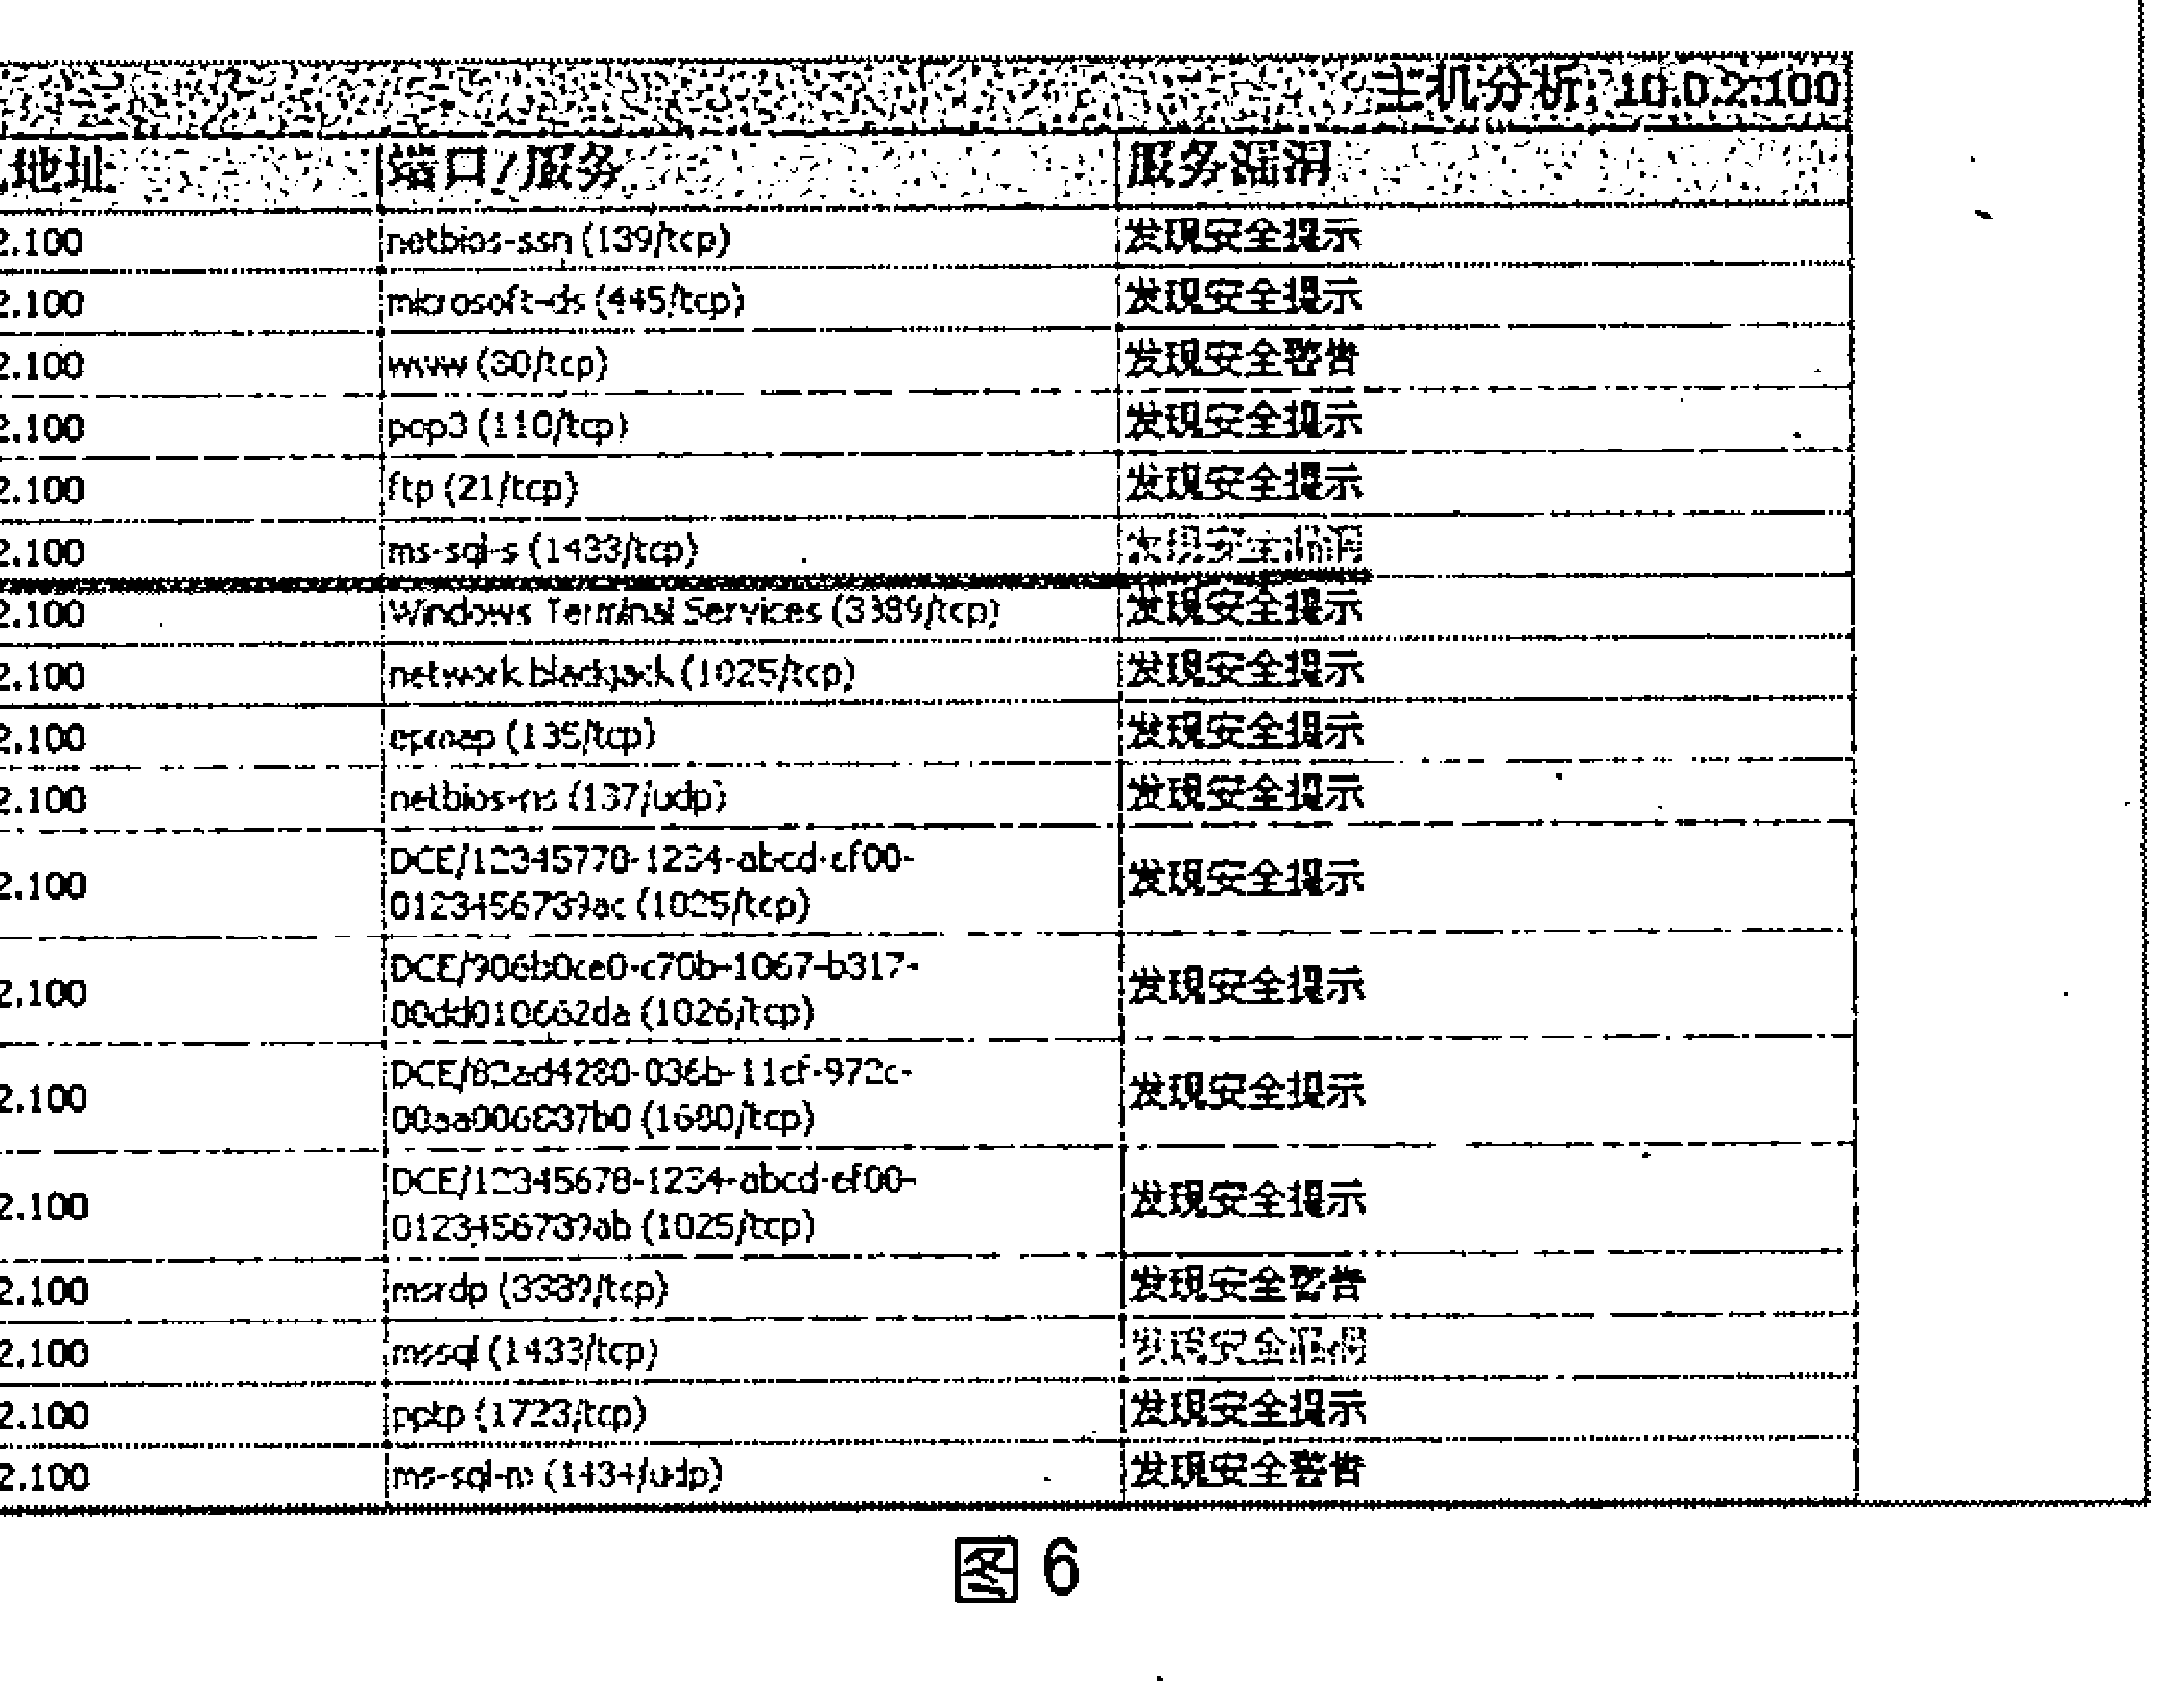 主机分析: 10.0.2.100
地址 端口/服务 服务漏洞
2.100 netbios-ssn (139/tcp) 发现安全提示
2.100 microsoft-ds (445/tcp) 发现安全提示
2.100 www (80/tcp) 发现安全警告
2.100 pop3 (110/tcp) 发现安全提示
2.100 ftp (21/tcp) 发现安全提示
2.100 ms-sql-s (1433/tcp) 发现安全漏洞
2.100 Windows Terminal Services (3389/tcp) 发现安全提示
2.100 network blackjack (1025/tcp) 发现安全提示
2.100 epmap (135/tcp) 发现安全提示
2.100 netbios-ns (137/udp) 发现安全提示
2.100 DCE/12345778-1234-abcd-ef00-
0123456789ac (1025/tcp) 发现安全提示
2.100 DCE/906b0ce0-c70b-1067-b317-
00dd010662da (1026/tcp) 发现安全提示
2.100 DCE/82ad4280-036b-11cf-972c-
00aa006887b0 (1680/tcp) 发现安全提示
2.100 DCE/12345678-1234-abcd-ef00-
0123456789ab (1025/tcp) 发现安全提示
2.100 msrdp (3389/tcp) 发现安全警告
2.100 mssql (1433/tcp) 发现安全漏洞
2.100 pptp (1723/tcp) 发现安全提示
2.100 ms-sql-m (1434/udp) 发现安全警告
图 6